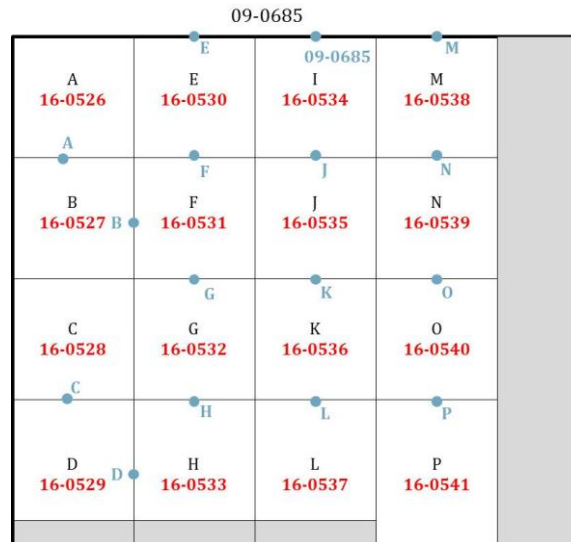 09-0685
E
09-0685
M
A
16-0526
E
16-0530
I
16-0534
M
16-0538
A
F
J
N
B
16-0527
B
F
16-0531
J
16-0535
N
16-0539
G
K
O
C
16-0528
G
16-0532
K
16-0536
O
16-0540
C
H
L
P
D
16-0529
D
H
16-0533
L
16-0537
P
16-0541